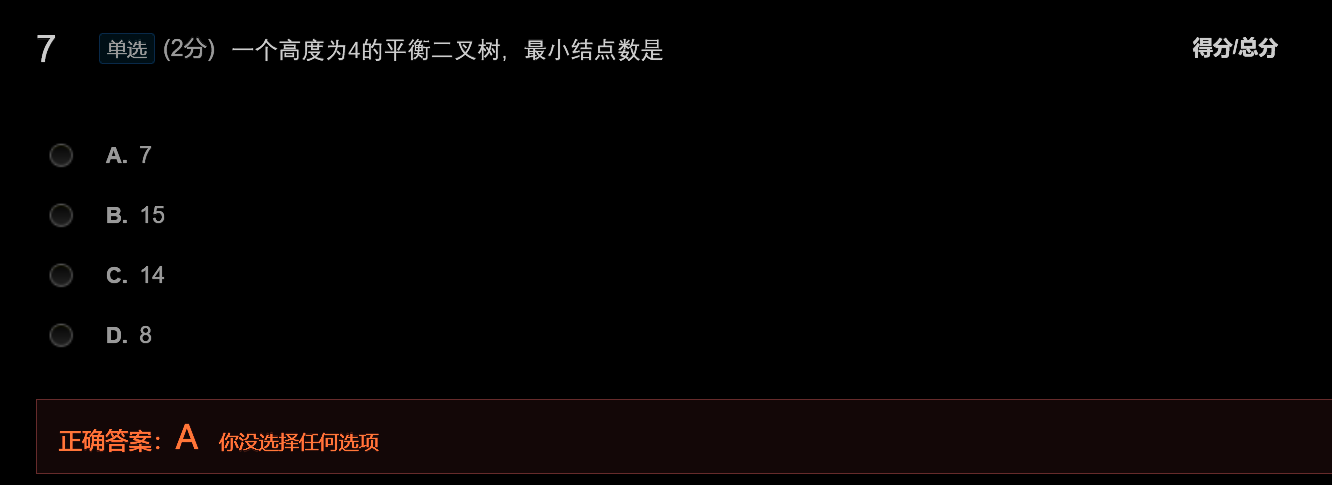 7 单选 (2分) 一个高度为4的平衡二叉树，最小结点数是 得分/总分
A. 7
B. 15
C. 14
D. 8
正确答案：A 你没选择任何选项